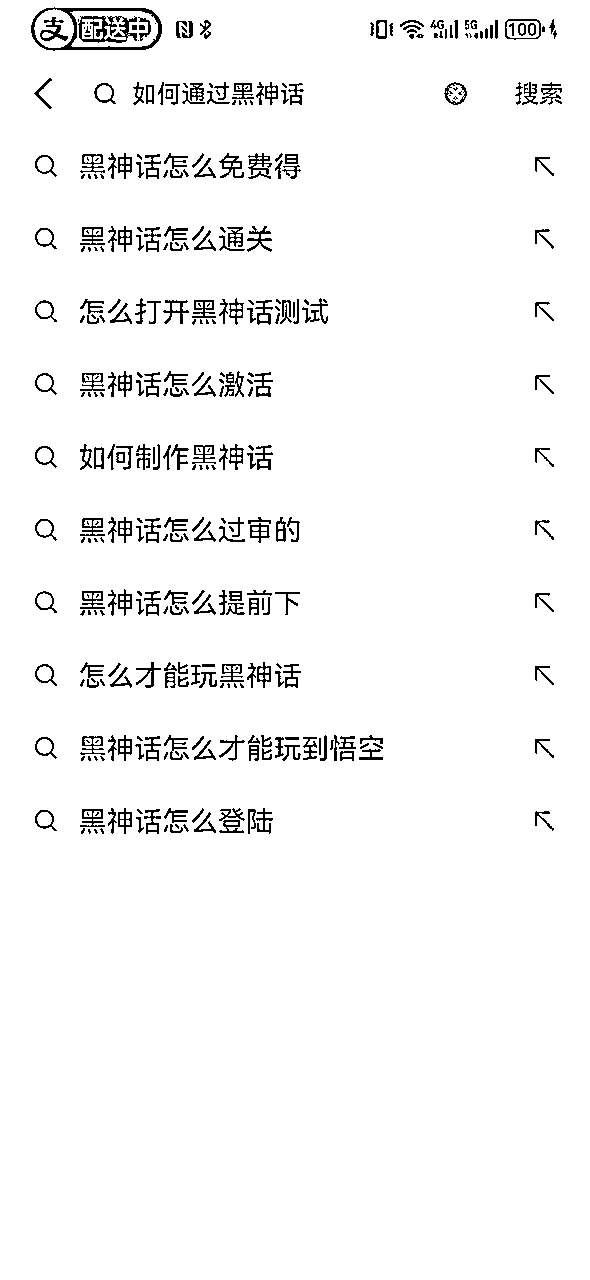 支 配送中 4G 5G 100
如何通过黑神话 搜索
黑神话怎么免费得
黑神话怎么通关
怎么打开黑神话测试
黑神话怎么激活
如何制作黑神话
黑神话怎么过审的
黑神话怎么提前下
怎么才能玩黑神话
黑神话怎么才能玩到悟空
黑神话怎么登陆